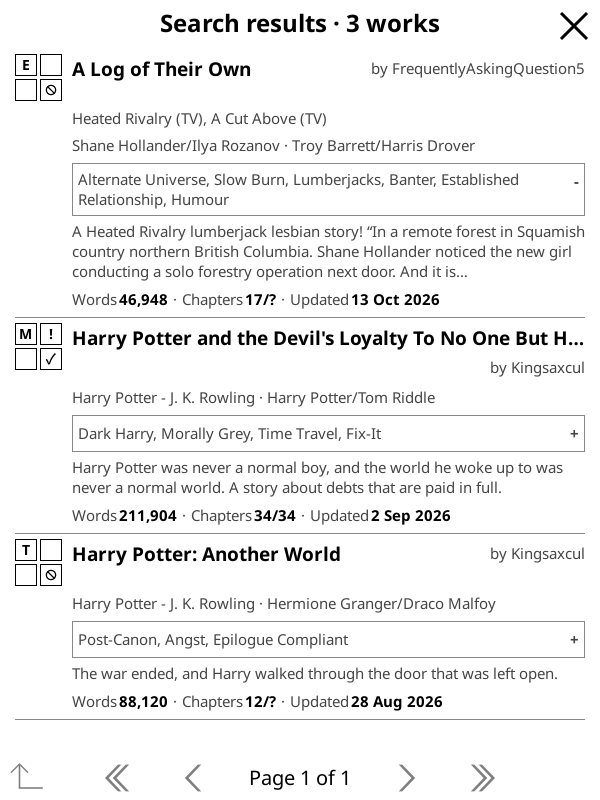 Search results · 3 works
E
A Log of Their Own
by FrequentlyAskingQuestion5
Heated Rivalry (TV), A Cut Above (TV)
Shane Hollander/Ilya Rozanov · Troy Barrett/Harris Drover
Alternate Universe, Slow Burn, Lumberjacks, Banter, Established -
Relationship, Humour
A Heated Rivalry lumberjack lesbian story! “In a remote forest in Squamish
country northern British Columbia. Shane Hollander noticed the new girl
conducting a solo forestry operation next door. And it is…
Words 46,948 · Chapters 17/? · Updated 13 Oct 2026
M !
✓
Harry Potter and the Devil's Loyalty To No One But H…
by Kingsaxcul
Harry Potter - J. K. Rowling · Harry Potter/Tom Riddle
Dark Harry, Morally Grey, Time Travel, Fix-It +
Harry Potter was never a normal boy, and the world he woke up to was
never a normal world. A story about debts that are paid in full.
Words 211,904 · Chapters 34/34 · Updated 2 Sep 2026
T
Harry Potter: Another World
by Kingsaxcul
Harry Potter - J. K. Rowling · Hermione Granger/Draco Malfoy
Post-Canon, Angst, Epilogue Compliant +
The war ended, and Harry walked through the door that was left open.
Words 88,120 · Chapters 12/? · Updated 28 Aug 2026
Page 1 of 1